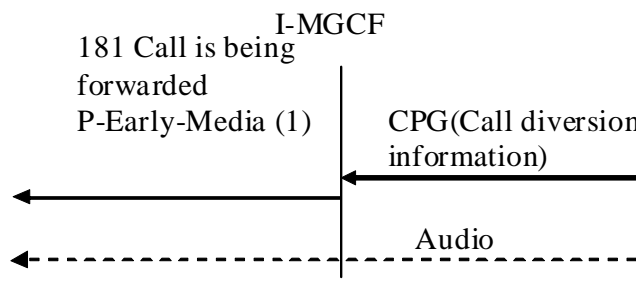 I-MGCF
181 Call is being
forwarded
P-Early-Media (1)
CPG(Call diversion
information)
Audio